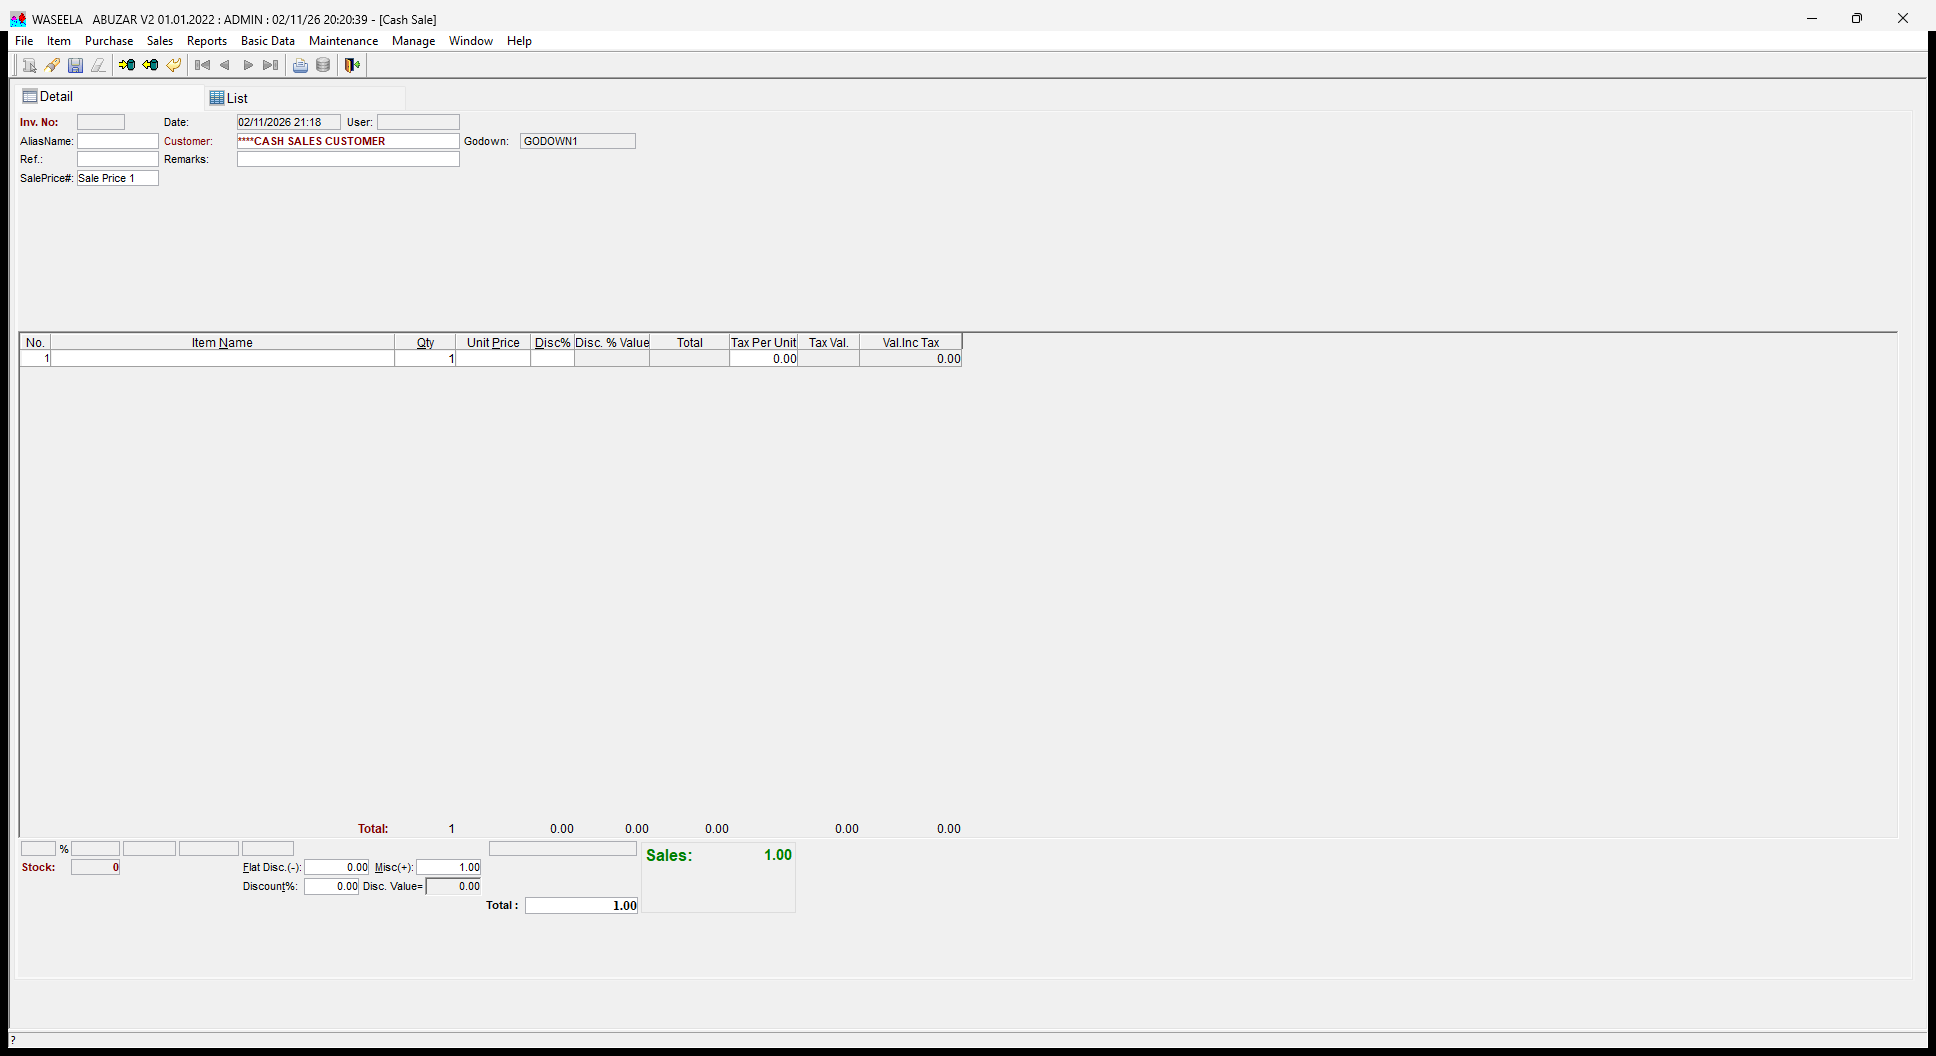 WASEELA ABUZAR V2 01.01.2022 : ADMIN : 02/11/26 20:20:39 - [Cash Sale]
File Item Purchase Sales Reports Basic Data Maintenance Manage Window Help
Detail List
Inv. No: Date: 02/11/2026 21:18 User:
AliasName: Customer: ****CASH SALES CUSTOMER Godown: GODOWN1
Ref.: Remarks:
SalePrice#: Sale Price 1
No. Item Name Qty Unit Price Disc% Disc. % Value Total Tax Per Unit Tax Val. Val.Inc Tax
1 1 0.00 0.00
Total: 1 0.00 0.00 0.00 0.00 0.00
%
Sales: 1.00
Stock: 0 Flat Disc.(-): 0.00 Misc(+): 1.00
Discount%: 0.00 Disc. Value= 0.00
Total : 1.00
?